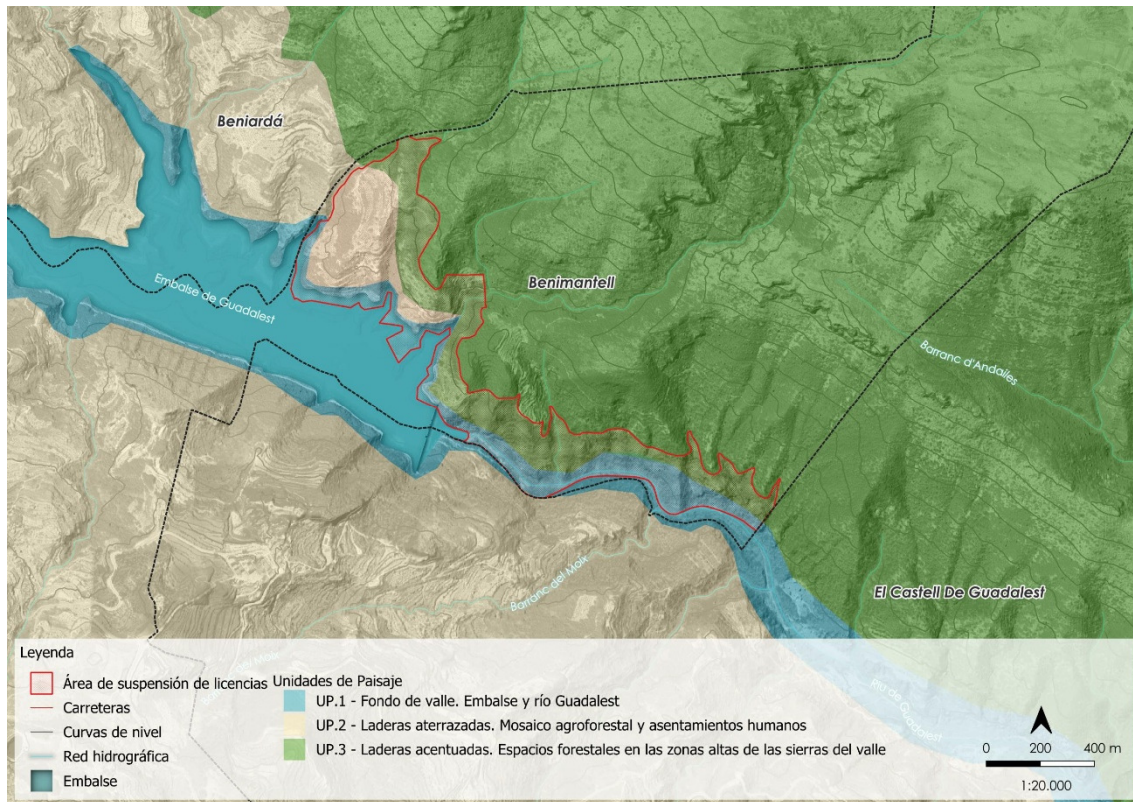 Beniardá
Benimantell
Embalse de Guadalest
Barranc d'Andailes
Barranc del Molí
El Castell De Guadalest
Riu de Guadalest
Leyenda
Área de suspensión de licencias
Carreteras
Curvas de nivel
Red hidrográfica
Embalse
Unidades de Paisaje
UP.1 - Fondo de valle. Embalse y río Guadalest
UP.2 - Laderas aterrazadas. Mosaico agroforestal y asentamientos humanos
UP.3 - Laderas acentuadas. Espacios forestales en las zonas altas de las sierras del valle
0 200 400 m
1:20.000